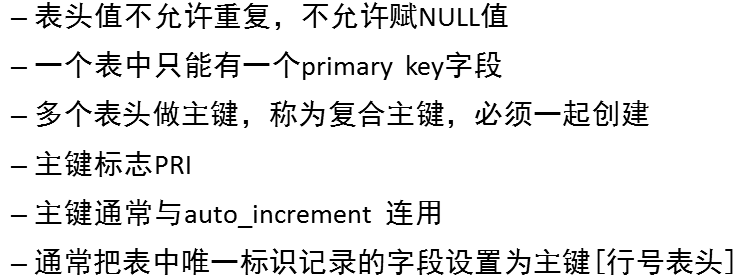 – 表头值不允许重复，不允许赋NULL值
– 一个表中只能有一个primary key字段
– 多个表头做主键，称为复合主键，必须一起创建
– 主键标志PRI
– 主键通常与auto_increment 连用
– 通常把表中唯一标识记录的字段设置为主键[行号表头]